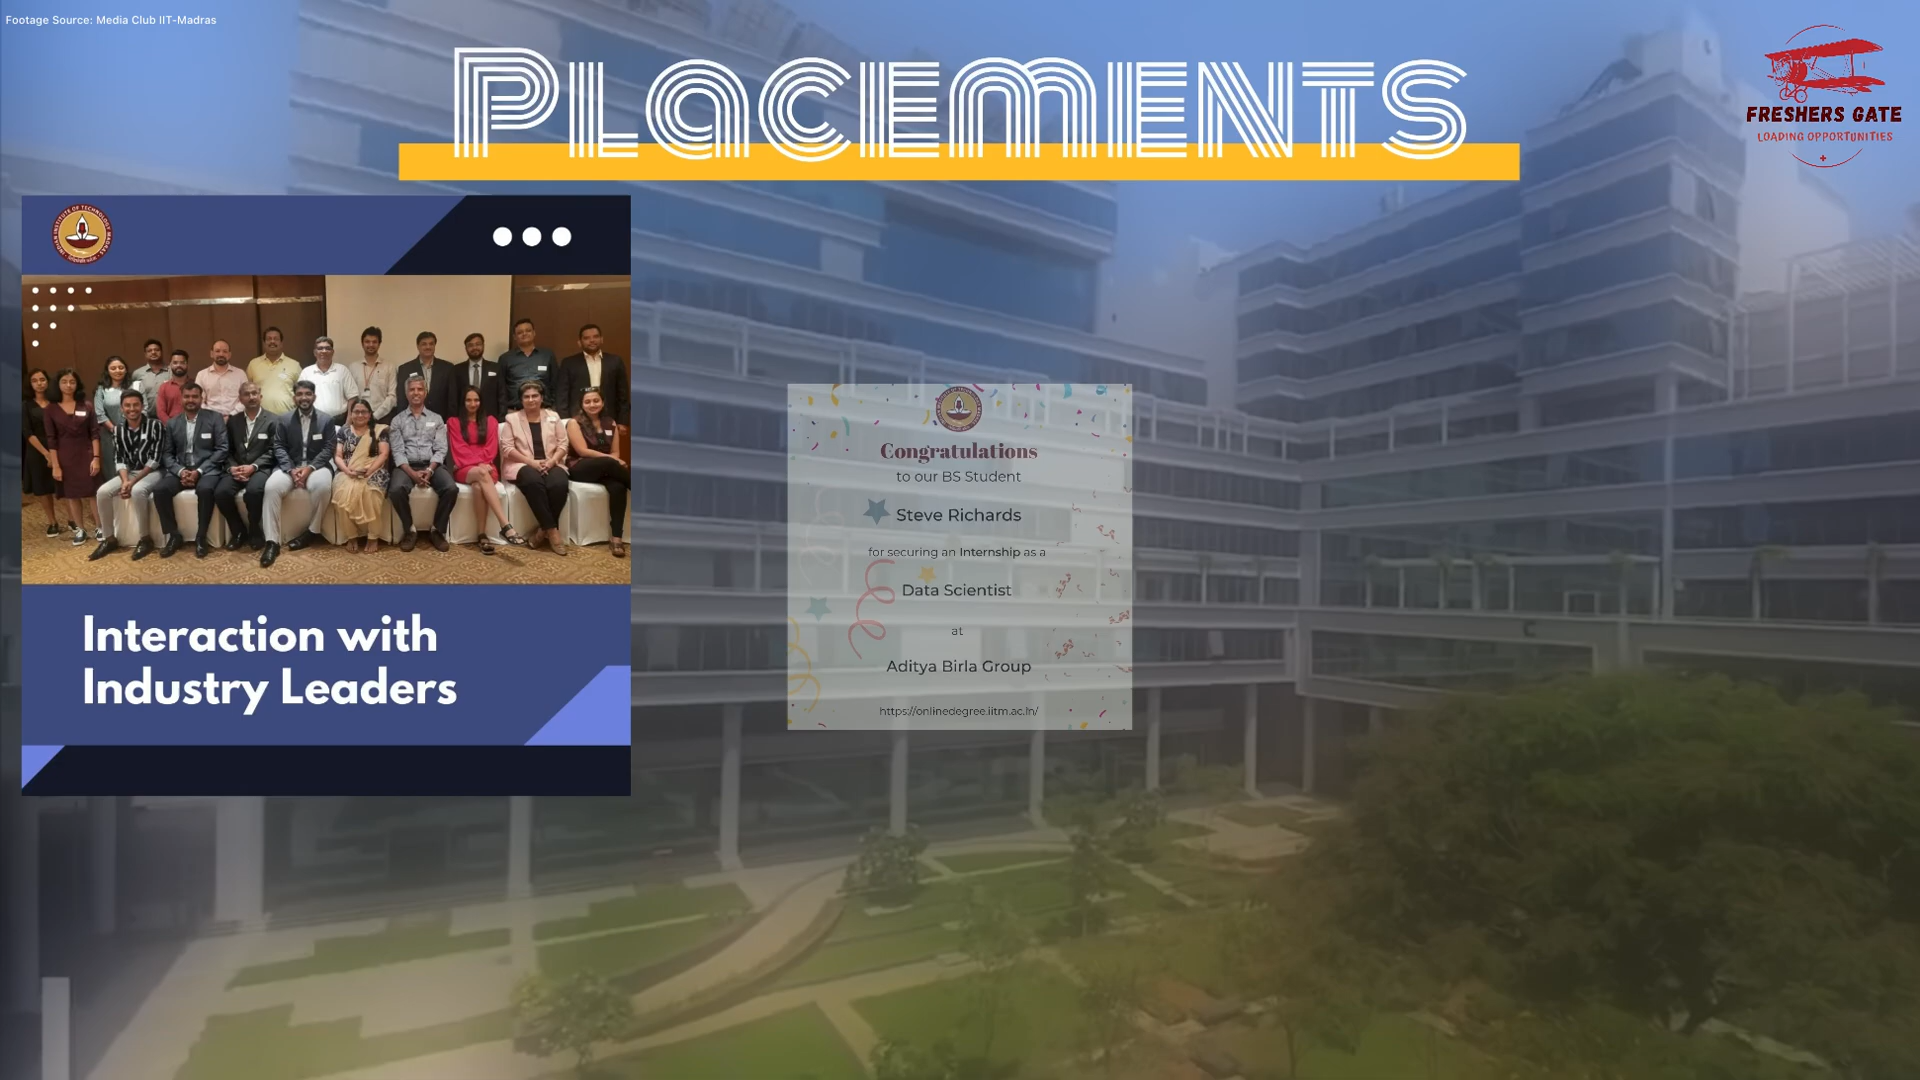 Footage Source: Media Club IIT-Madras
PLaCEMENTS
FRESHERS GATE
LOADING OPPORTUNITIES
Interaction with
Industry Leaders
Congratulations
to our BS Student
Steve Richards
for securing an Internship as a
Data Scientist
at
Aditya Birla Group
https://onlinedegree.iitm.ac.in/